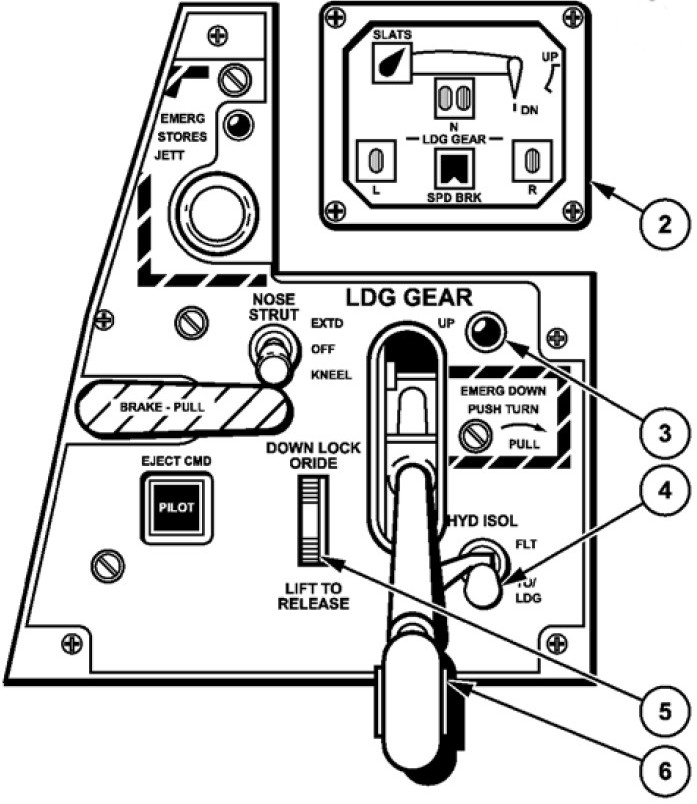 SLATS
UP
DN
N
LDG GEAR
L
R
SPD BRK
2
EMERG
STORES
JETT
NOSE
STRUT
EXTD
OFF
KNEEL
LDG GEAR
UP
3
EMERG DOWN
PUSH TURN
PULL
BRAKE - PULL
DOWN LOCK
ORIDE
EJECT CMD
PILOT
4
HYD ISOL
FLT
TO/
LDG
LIFT TO
RELEASE
5
6